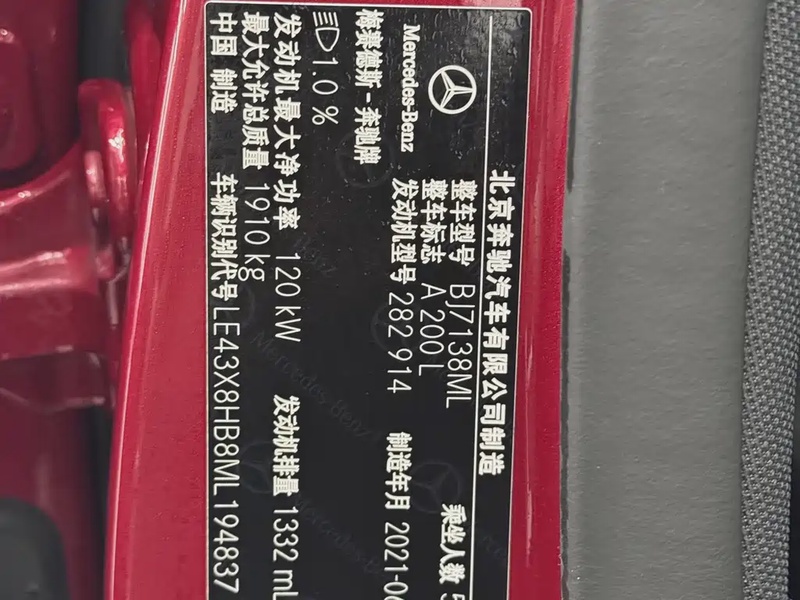 北京奔驰汽车有限公司制造
Mercedes-Benz
整车型号 BJ7138ML 乘坐人数 5
整车标志 A 200 L
发动机型号 282 914 制造年月 2021-06
梅赛德斯-奔驰牌
1.0 %
发动机最大净功率 120 kW 发动机排量 1332 mL
最大允许总质量 1910 kg
中国 制造 车辆识别代号 LE43X8HB8ML194837